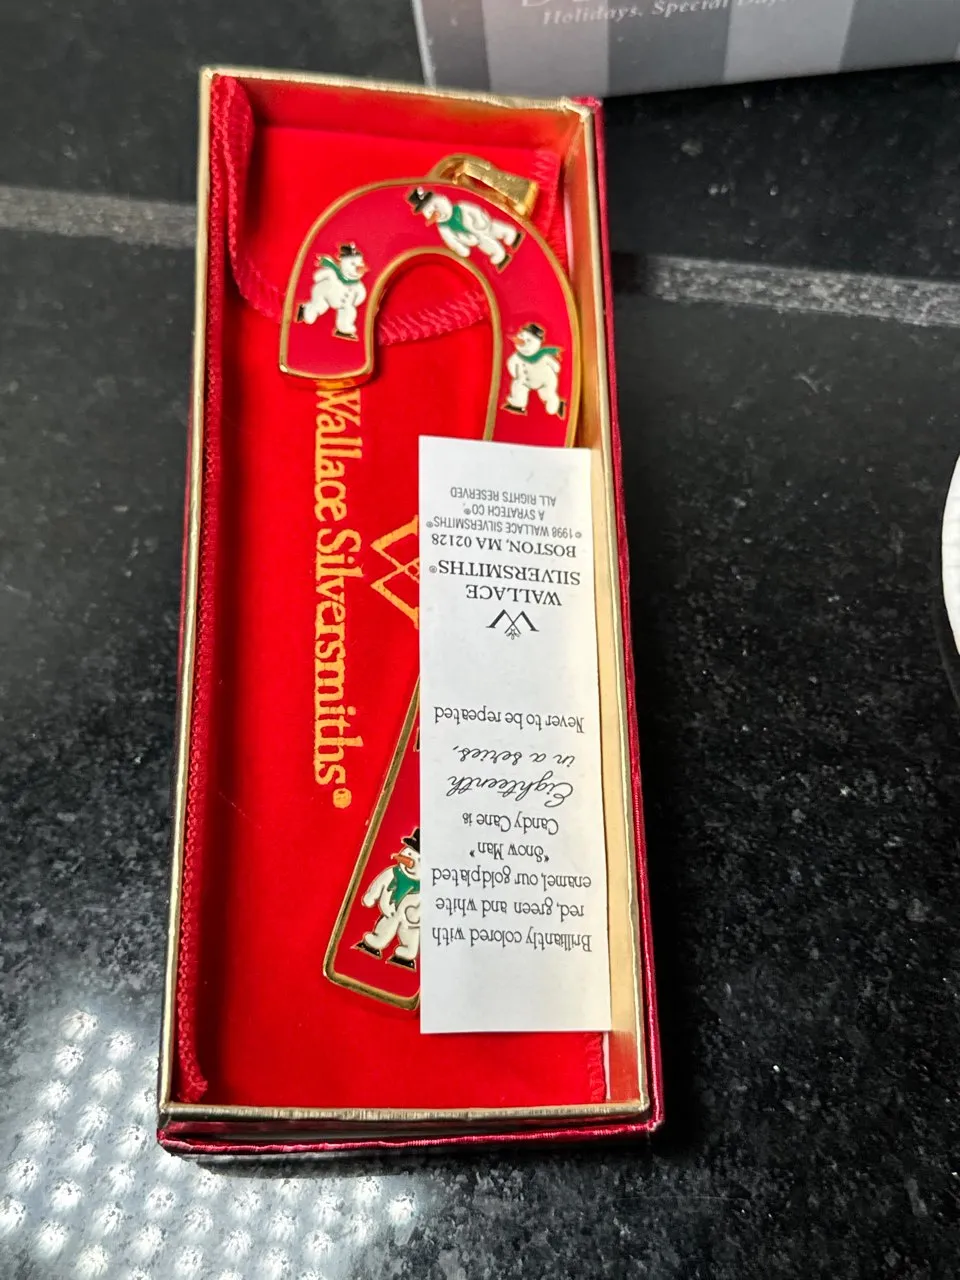 Holidays. Special
Wallace Silversmiths®
Brilliantly colored with
red, green and white
enamel, our goldplated
"Snow Man"
Candy Cane is
Eighteenth
in a series,
Never to be repeated
WALLACE
SILVERSMITHS®
BOSTON, MA 02128
©1998 WALLACE SILVERSMITHS®
A SYRATECH CO®.
ALL RIGHTS RESERVED